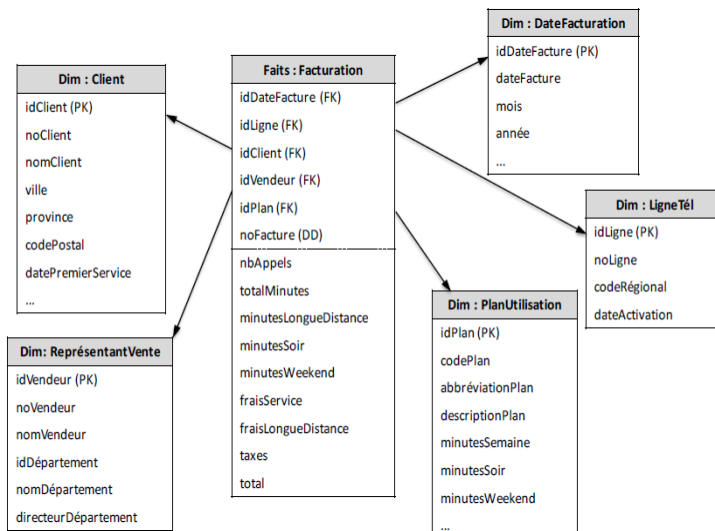 Dim : Client
idClient (PK)
noClient
nomClient
ville
province
codePostal
datePremierService
...
Dim: ReprésentantVente
idVendeur (PK)
noVendeur
nomVendeur
idDépartement
nomDépartement
directeurDépartement
Faits : Facturation
idDateFacture (FK)
idLigne (FK)
idClient (FK)
idVendeur (FK)
idPlan (FK)
noFacture (DD)
nbAppels
totalMinutes
minutesLongueDistance
minutesSoir
minutesWeekend
fraisService
fraisLongueDistance
taxes
total
Dim : DateFacturation
idDateFacture (PK)
dateFacture
mois
année
...
Dim : LigneTél
idLigne (PK)
noLigne
codeRégional
dateActivation
Dim : PlanUtilisation
idPlan (PK)
codePlan
abbréviationPlan
descriptionPlan
minutesSemaine
minutesSoir
minutesWeekend
...